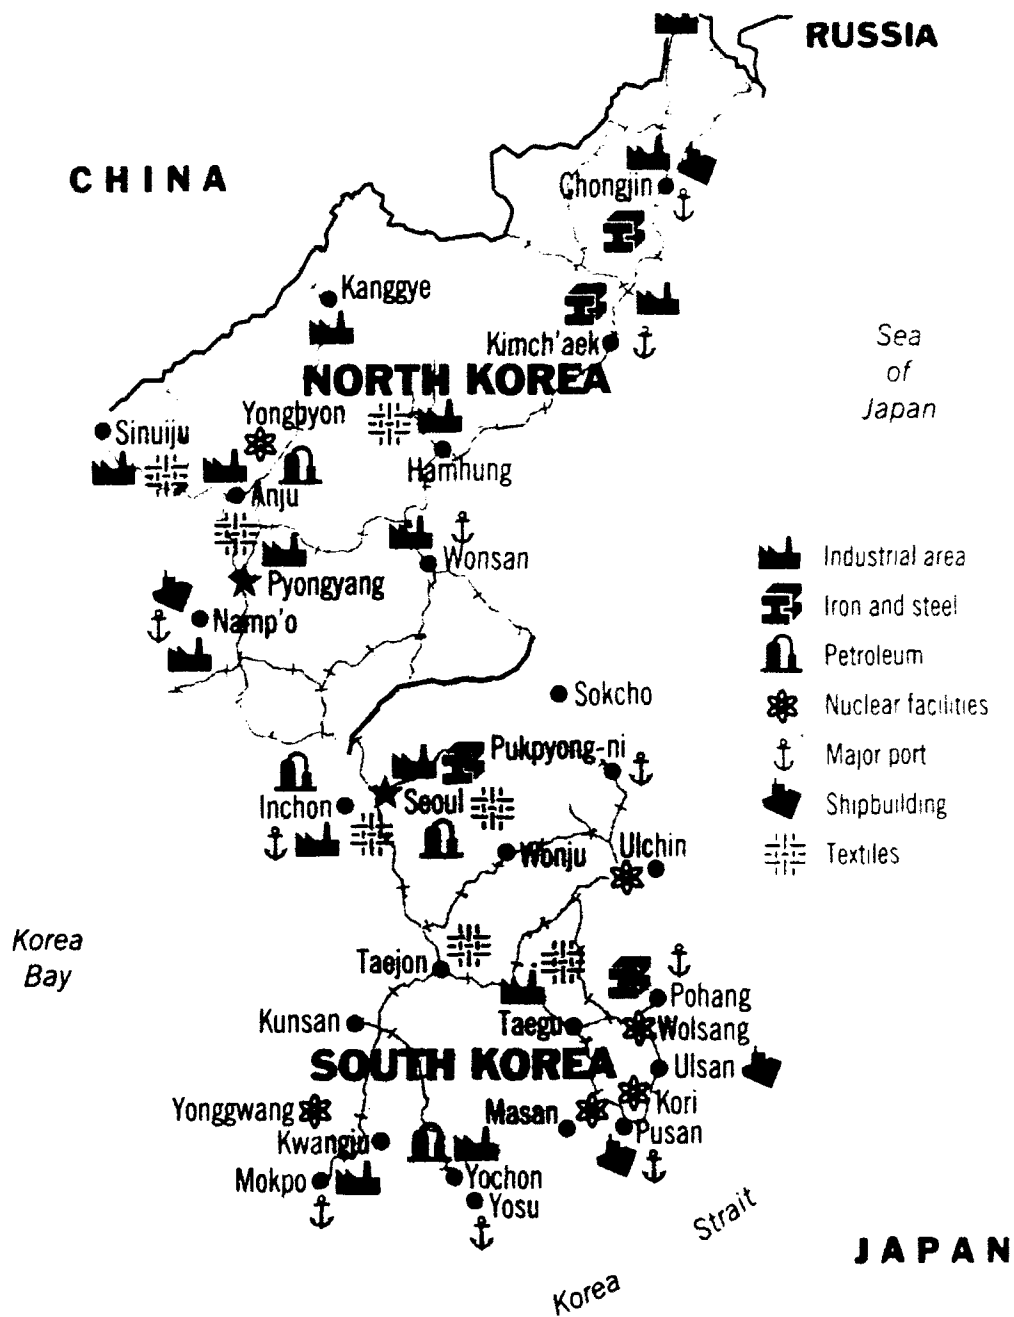 RUSSIA
CHINA
Chongjin
Kanggye
Kimch'aek
NORTH KOREA
Sea
of
Japan
Yongbyon
Sinuiju
Hamhung
Anju
Wonsan
Pyongyang
Namp'o
Industrial area
Iron and steel
Petroleum
Nuclear facilities
Major port
Shipbuilding
Textiles
Sokcho
Pukpyong-ni
Inchon
Seoul
Wonju
Ulchin
Korea
Bay
Taejon
Pohang
Kunsan
Taegu
Wolsang
SOUTH KOREA
Ulsan
Yonggwang
Masan
Kori
Kwangju
Pusan
Mokpo
Yochon
Yosu
Korea Strait
JAPAN